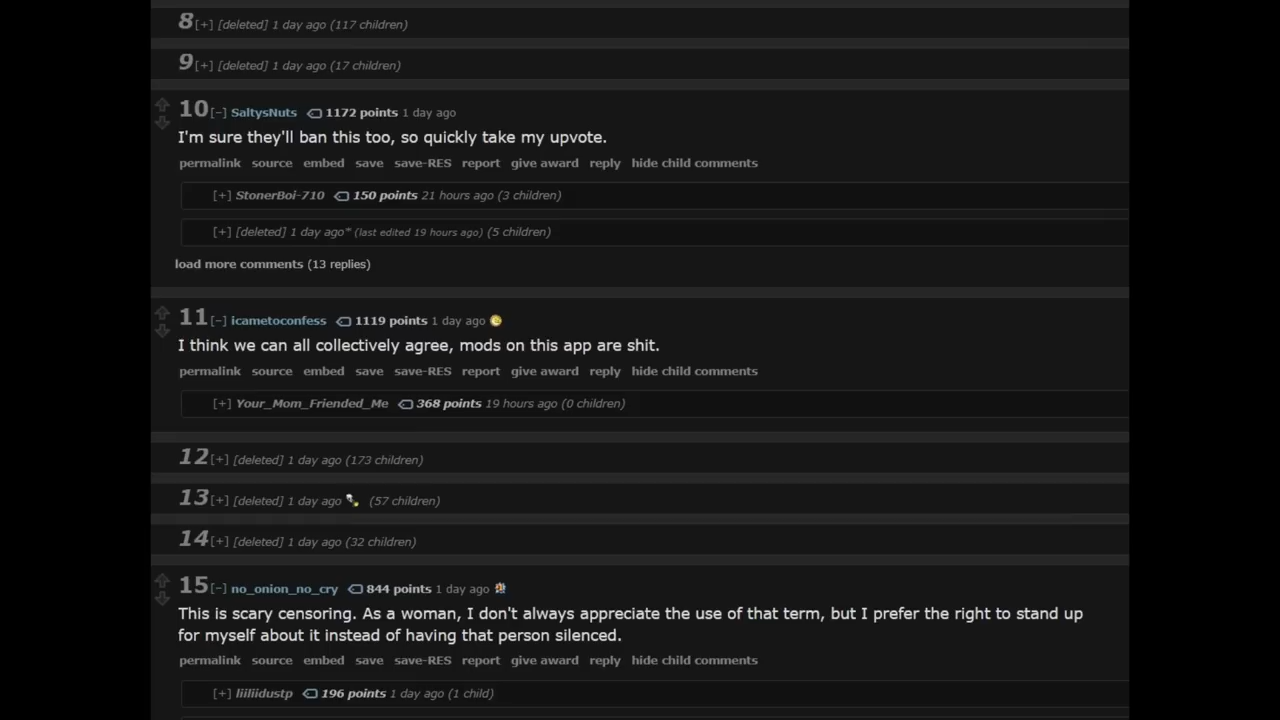 8[+] [deleted] 1 day ago (117 children)
9[+] [deleted] 1 day ago (17 children)
10[–] SaltysNuts 1172 points 1 day ago
I'm sure they'll ban this too, so quickly take my upvote.
permalink source embed save save-RES report give award reply hide child comments
[+] StonerBoi-710 150 points 21 hours ago (3 children)
[+] [deleted] 1 day ago* (last edited 19 hours ago) (5 children)
load more comments (13 replies)
11[–] icametoconfess 1119 points 1 day ago
I think we can all collectively agree, mods on this app are shit.
permalink source embed save save-RES report give award reply hide child comments
[+] Your_Mom_Friended_Me 368 points 19 hours ago (0 children)
12[+] [deleted] 1 day ago (173 children)
13[+] [deleted] 1 day ago (57 children)
14[+] [deleted] 1 day ago (32 children)
15[–] no_onion_no_cry 844 points 1 day ago
This is scary censoring. As a woman, I don't always appreciate the use of that term, but I prefer the right to stand up
for myself about it instead of having that person silenced.
permalink source embed save save-RES report give award reply hide child comments
[+] liiliidustp 196 points 1 day ago (1 child)